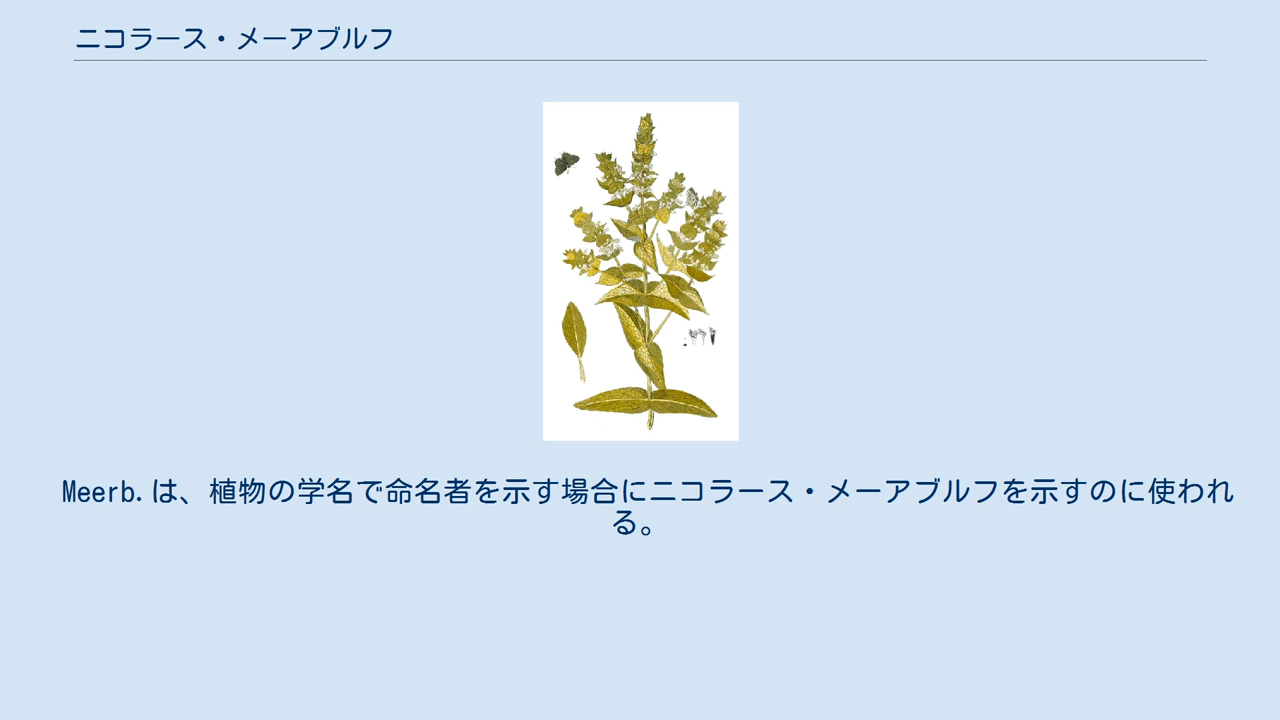 ニコラース・メーアブルフ
Meerb.は、植物の学名で命名者を示す場合にニコラース・メーアブルフを示すのに使われ
る。